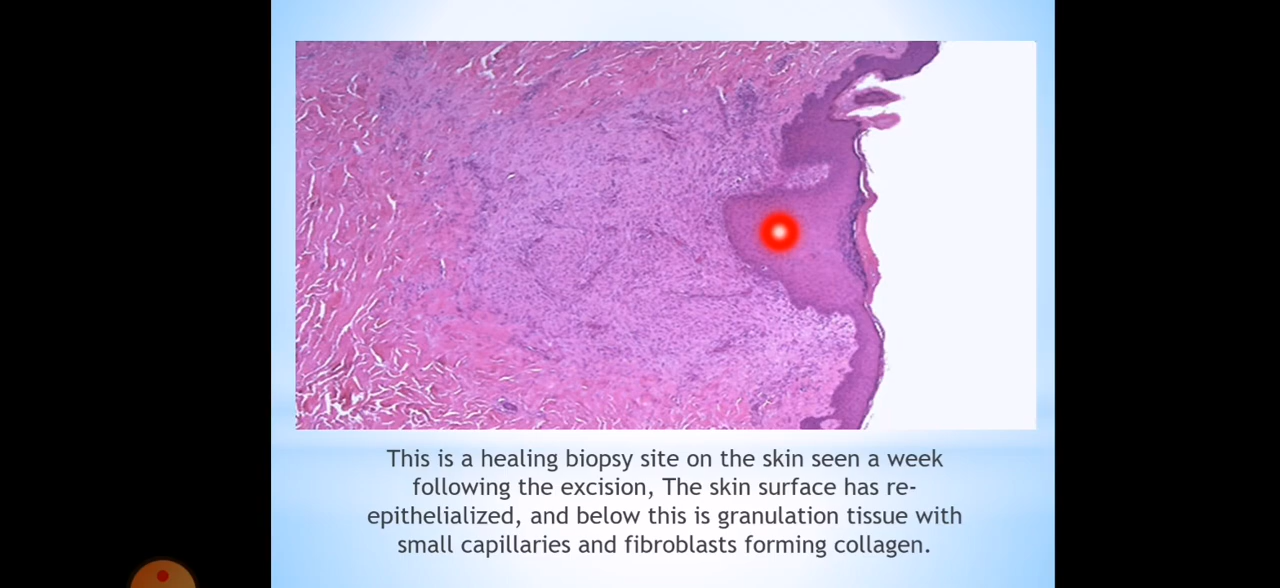 This is a healing biopsy site on the skin seen a week
following the excision, The skin surface has re-
epithelialized, and below this is granulation tissue with
small capillaries and fibroblasts forming collagen.